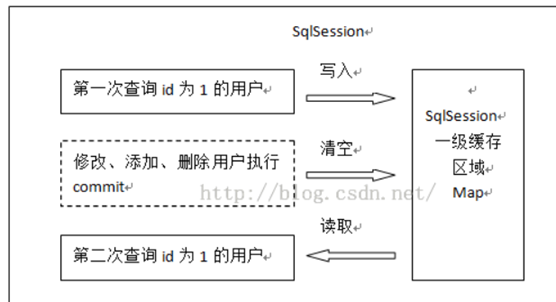 SqlSession
第一次查询 id 为 1 的用户
写入
修改、添加、删除用户执行
commit
清空
第二次查询 id 为 1 的用户
读取
SqlSession
一级缓存
区域
Map
http://blog.csdn.net/